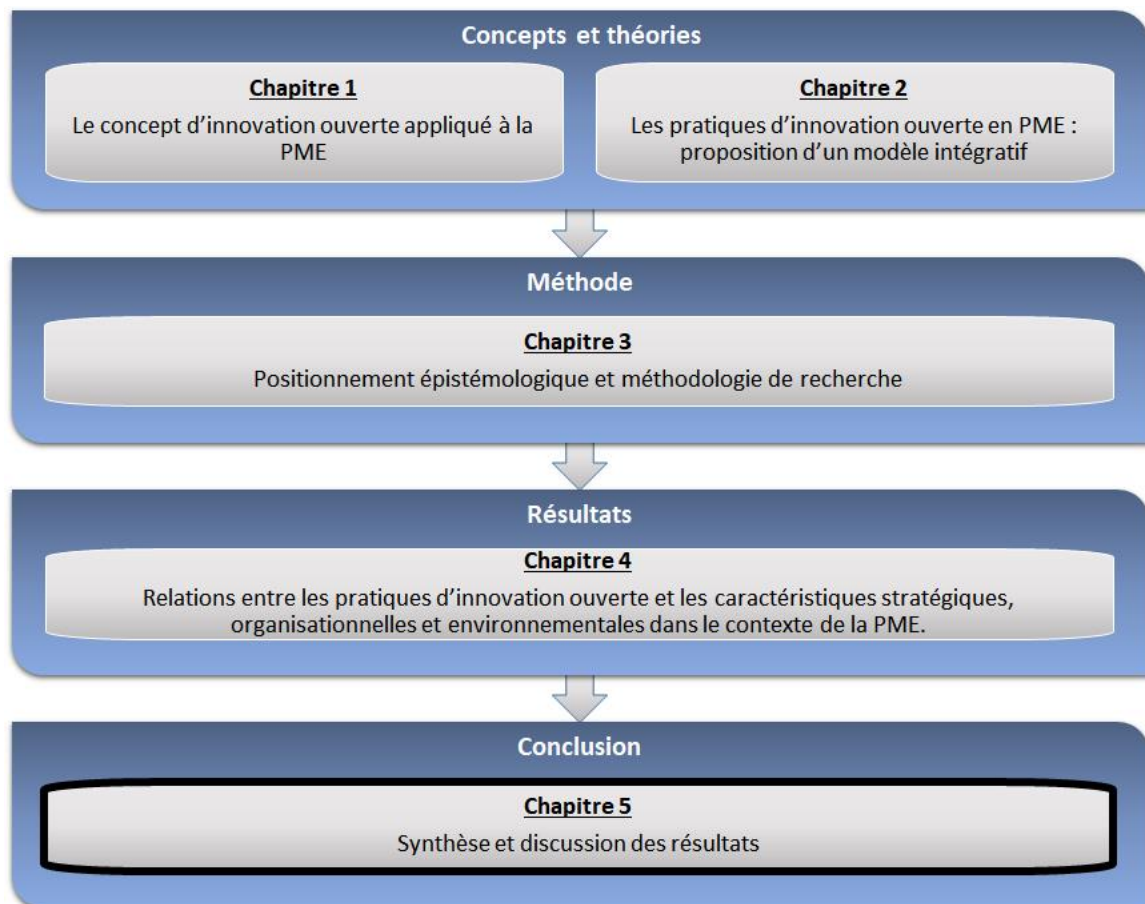 Concepts et théories
Chapitre 1
Le concept d'innovation ouverte appliqué à la
PME
Chapitre 2
Les pratiques d'innovation ouverte en PME :
proposition d'un modèle intégratif
Méthode
Chapitre 3
Positionnement épistémologique et méthodologie de recherche
Résultats
Chapitre 4
Relations entre les pratiques d'innovation ouverte et les caractéristiques stratégiques,
organisationnelles et environnementales dans le contexte de la PME.
Conclusion
Chapitre 5
Synthèse et discussion des résultats